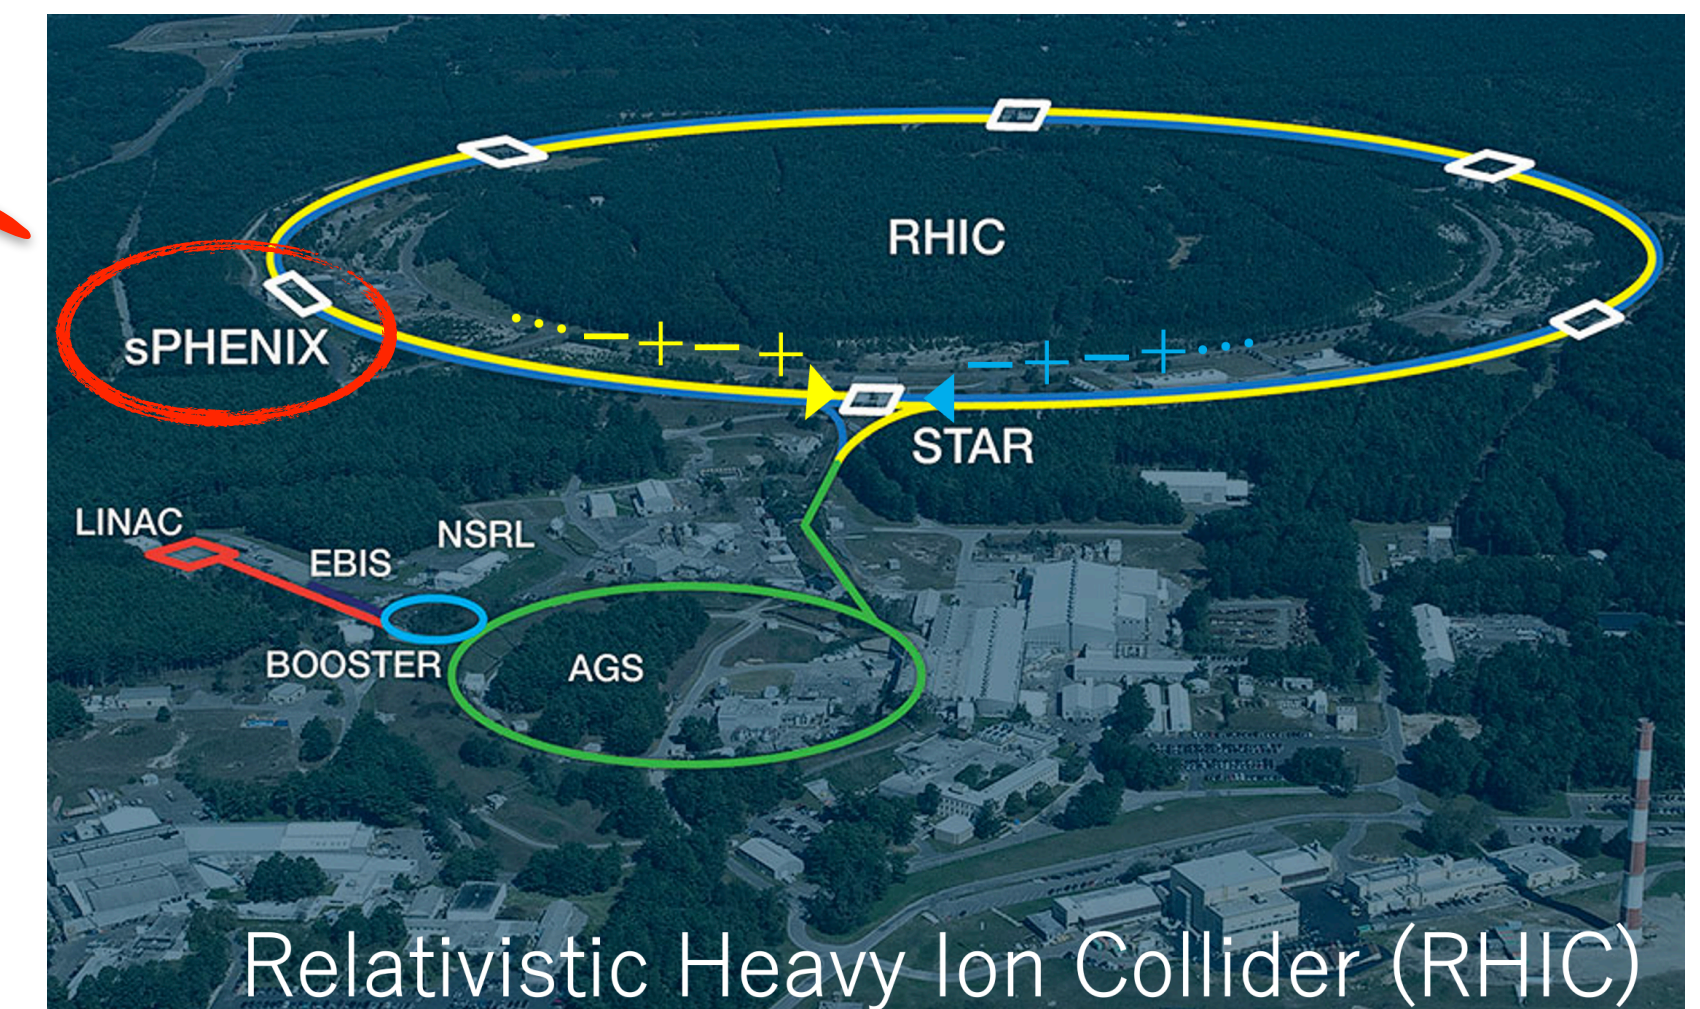 RHIC
sPHENIX
STAR
LINAC
NSRL
EBIS
BOOSTER
AGS
Relativistic Heavy Ion Collider (RHIC)